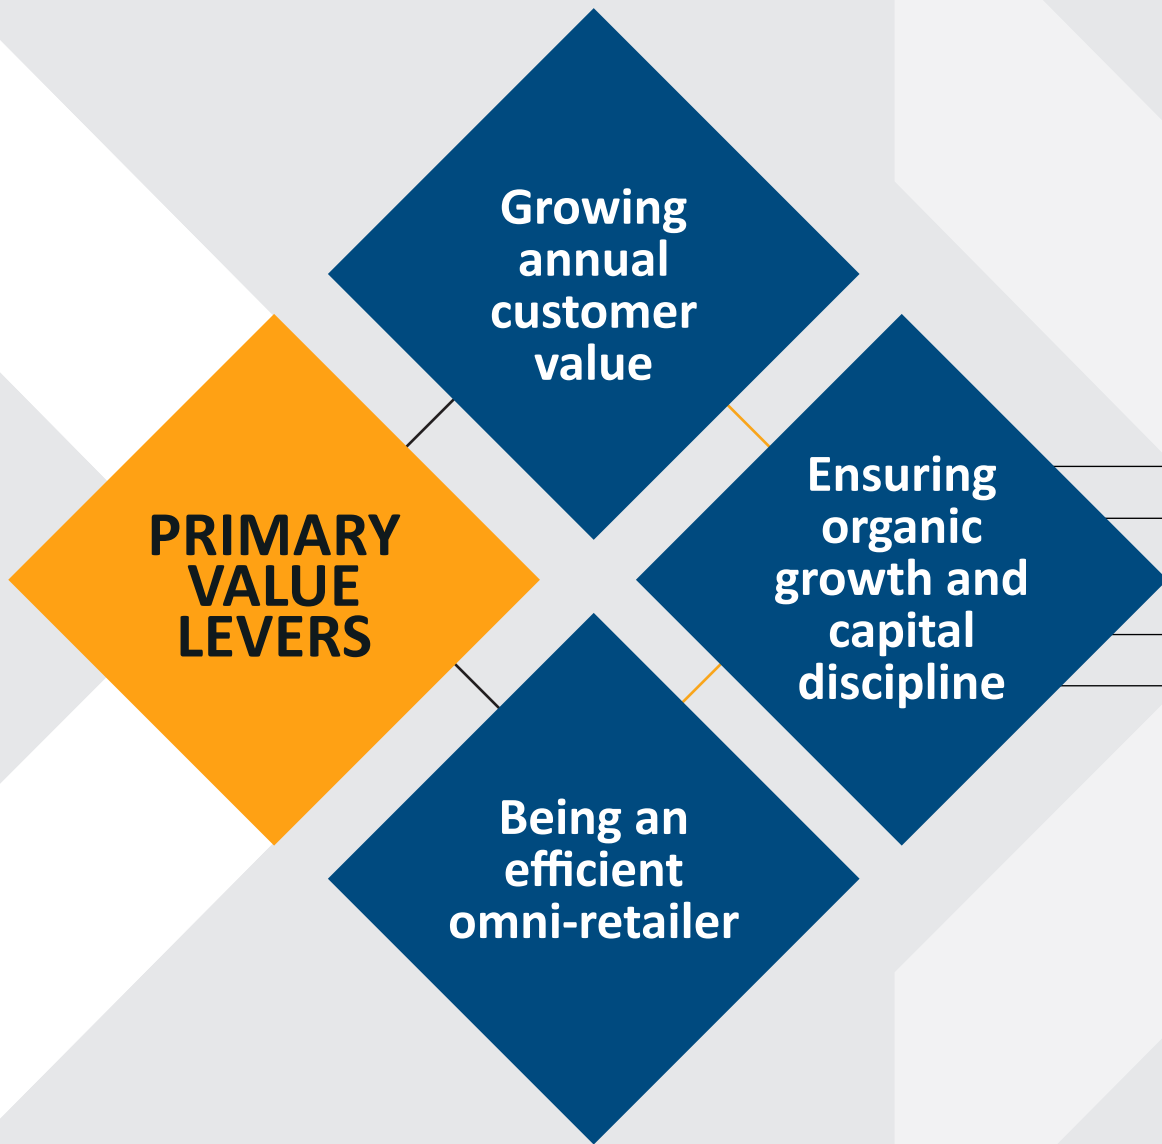 Growing
annual
customer
value
PRIMARY
VALUE
LEVERS
Ensuring
organic
growth and
capital
discipline
Being an
efficient
omni-retailer